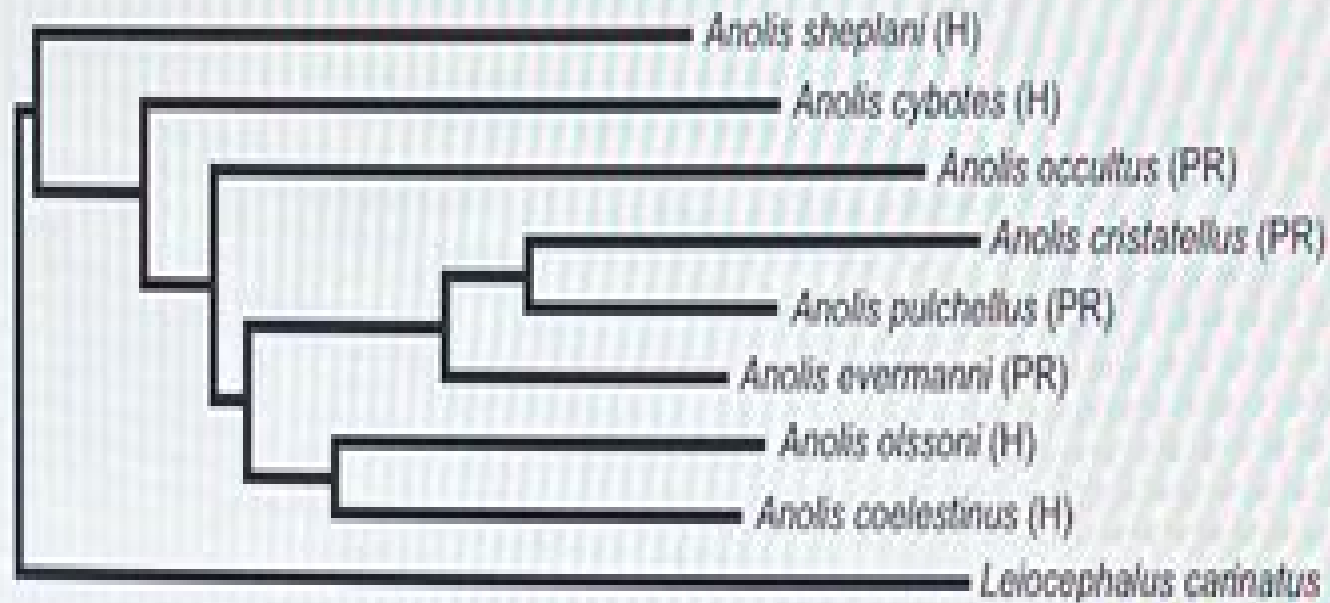 Anolis sheplani (H)
Anolis cybotes (H)
Anolis occultus (PR)
Anolis cristatellus (PR)
Anolis pulchellus (PR)
Anolis evermanni (PR)
Anolis olssoni (H)
Anolis coelestinus (H)
Leiocephalus carinatus